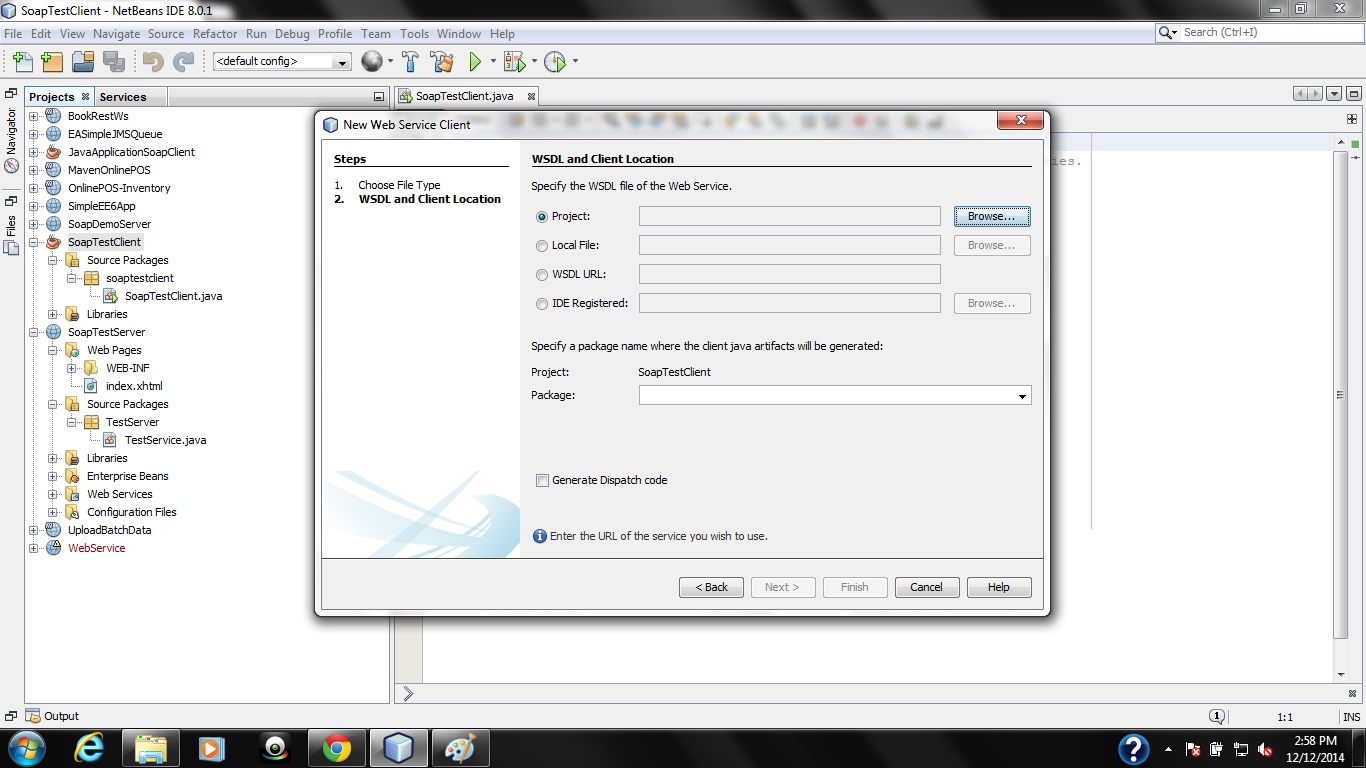 SoapTestClient - NetBeans IDE 8.0.1
File Edit View Navigate Source Refactor Run Debug Profile Team Tools Window Help
Search (Ctrl+I)
<default config>
Projects
Services
SoapTestClient.java
Navigator
Files
BookRestWs
EASimpleJMSQueue
JavaApplicationSoapClient
MavenOnlinePOS
OnlinePOS-Inventory
SimpleEE6App
SoapDemoServer
SoapTestClient
Source Packages
soaptestclient
SoapTestClient.java
Libraries
SoapTestServer
Web Pages
WEB-INF
index.xhtml
Source Packages
TestServer
TestService.java
Libraries
Enterprise Beans
Web Services
Configuration Files
UploadBatchData
WebService
New Web Service Client
Steps
1. Choose File Type
2. WSDL and Client Location
WSDL and Client Location
Specify the WSDL file of the Web Service.
Project: Browse...
Local File: Browse...
WSDL URL:
IDE Registered: Browse...
Specify a package name where the client java artifacts will be generated:
Project: SoapTestClient
Package:
Generate Dispatch code
Enter the URL of the service you wish to use.
< Back Next > Finish Cancel Help
ies.
Output
1
1:1 INS
2:58 PM
12/12/2014